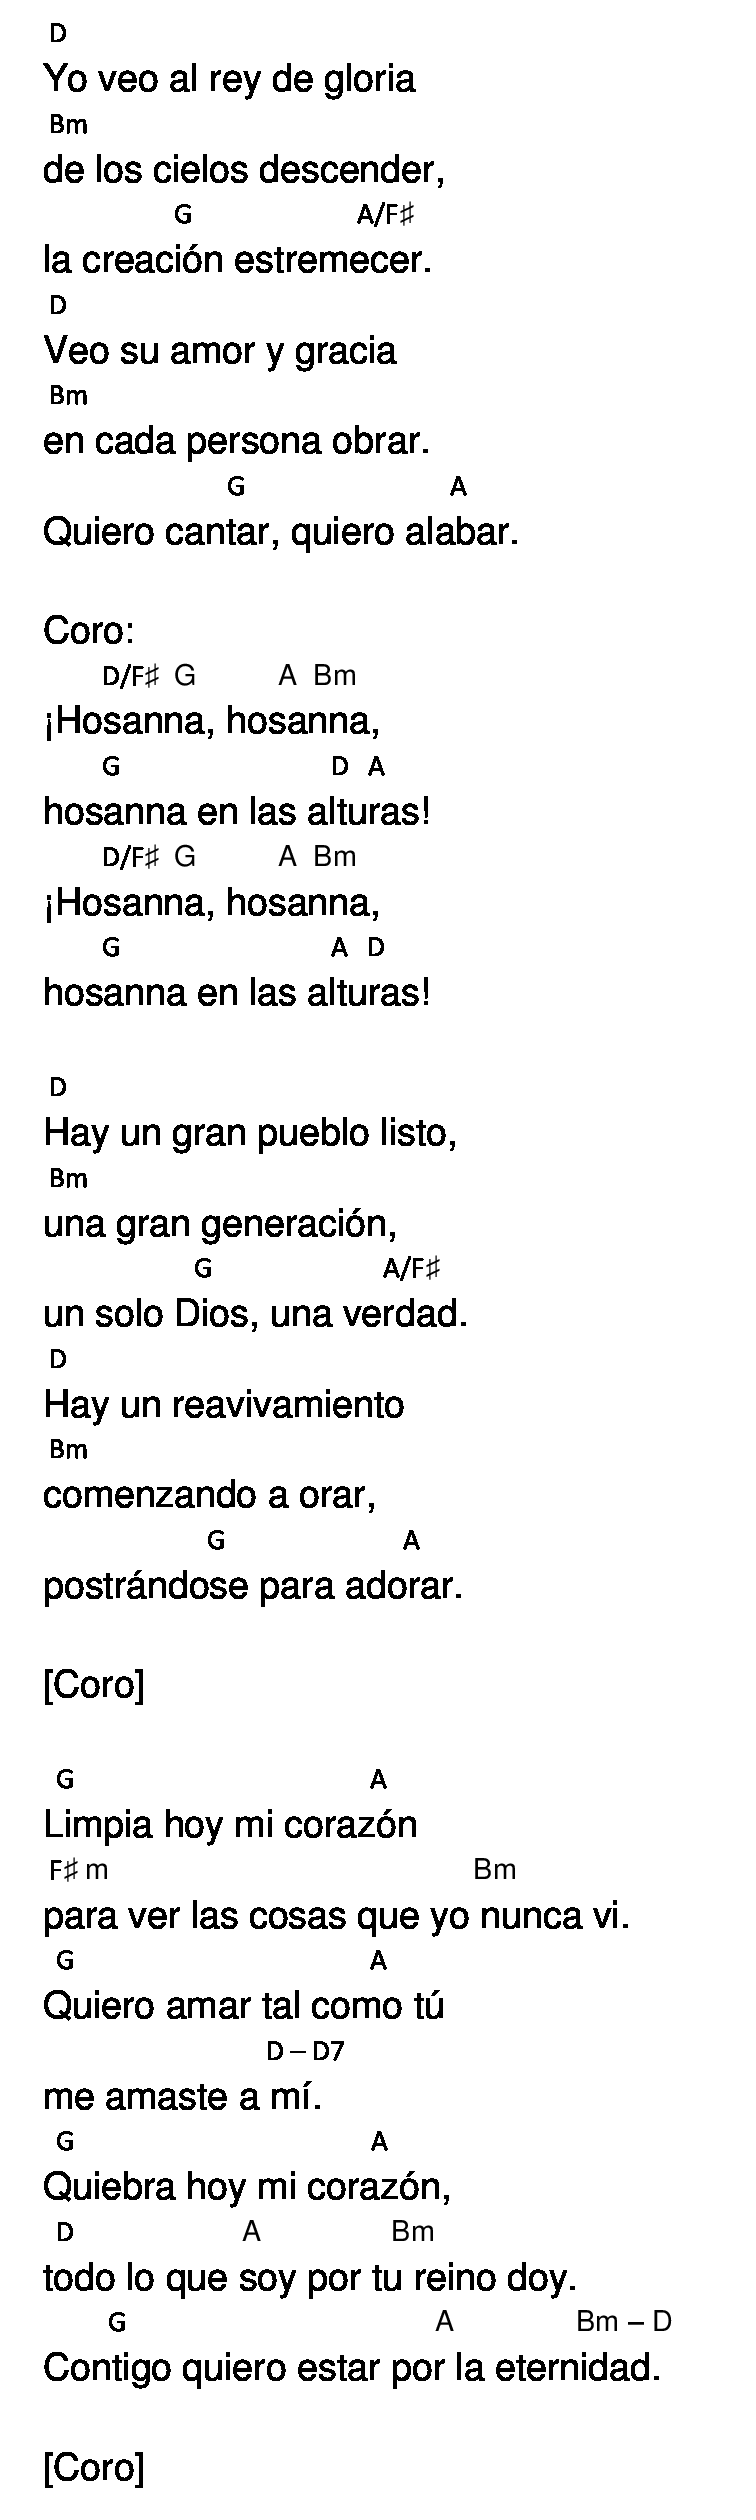 D
Yo veo al rey de gloria
Bm
de los cielos descender,
G A/F♯
la creación estremecer.
D
Veo su amor y gracia
Bm
en cada persona obrar.
G A
Quiero cantar, quiero alabar.
Coro:
D/F♯ G A Bm
¡Hosanna, hosanna,
G D A
hosanna en las alturas!
D/F♯ G A Bm
¡Hosanna, hosanna,
G A D
hosanna en las alturas!
D
Hay un gran pueblo listo,
Bm
una gran generación,
G A/F♯
un solo Dios, una verdad.
D
Hay un reavivamiento
Bm
comenzando a orar,
G A
postrándose para adorar.
[Coro]
G A
Limpia hoy mi corazón
F♯ m Bm
para ver las cosas que yo nunca vi.
G A
Quiero amar tal como tú
D – D7
me amaste a mí.
G A
Quiebra hoy mi corazón,
D A Bm
todo lo que soy por tu reino doy.
G A Bm – D
Contigo quiero estar por la eternidad.
[Coro]